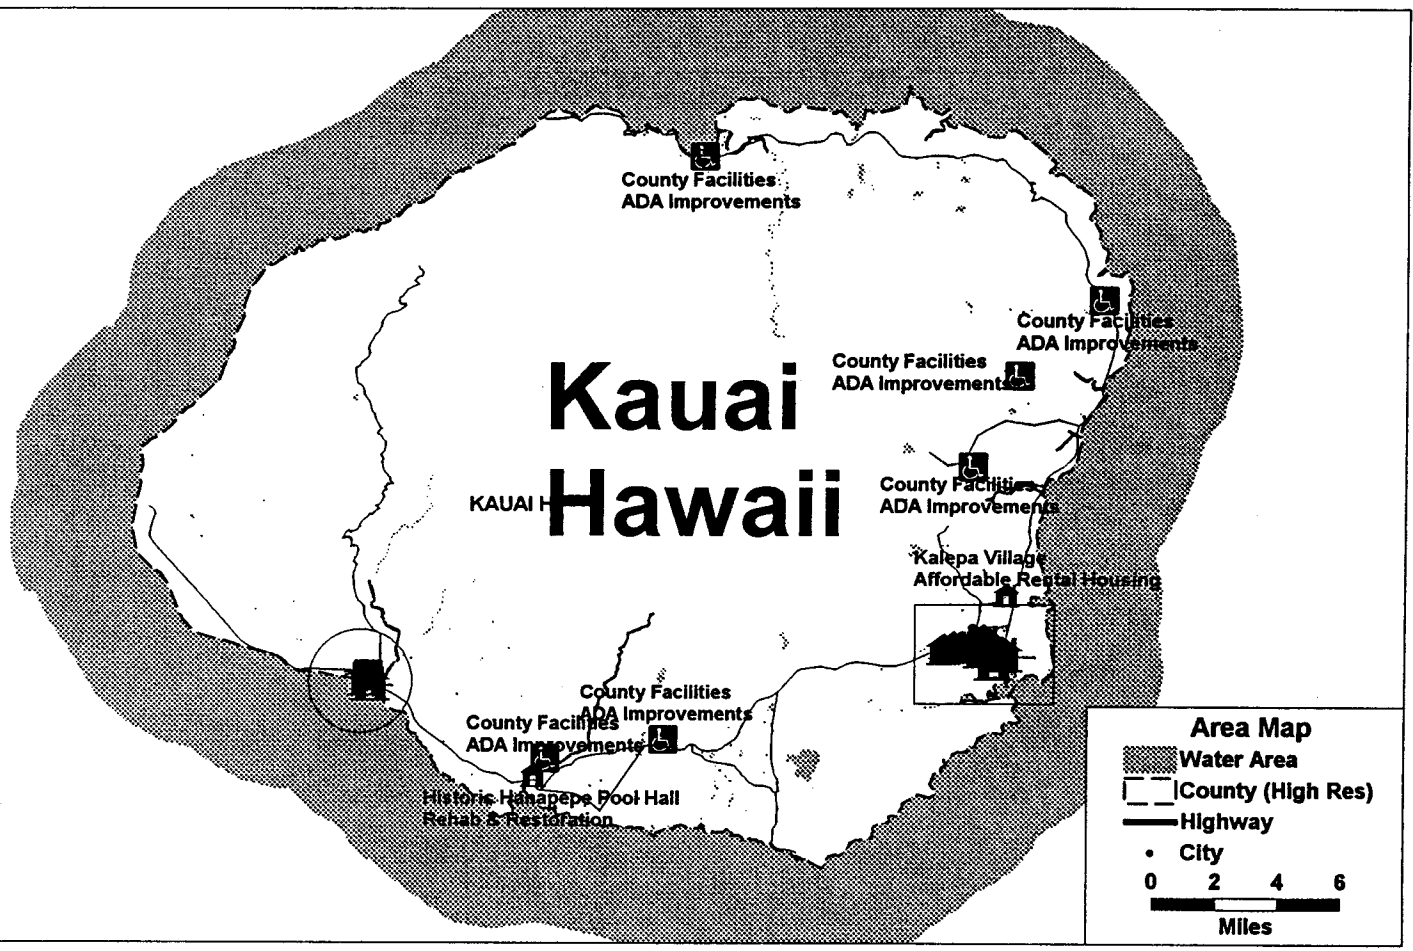 County Facilities
ADA Improvements
County Facilities
ADA Improvements
County Facilities
ADA Improvements
Kauai
Hawaii
KAUAI H
County Facilities
ADA Improvements
Kalepa Village
Affordable Rental Housing
County Facilities
ADA Improvements
County Facilities
ADA Improvements
Historic Hanapepe Pool Hall
Rehab & Restoration
Area Map
Water Area
County (High Res)
Highway
City
0 2 4 6
Miles